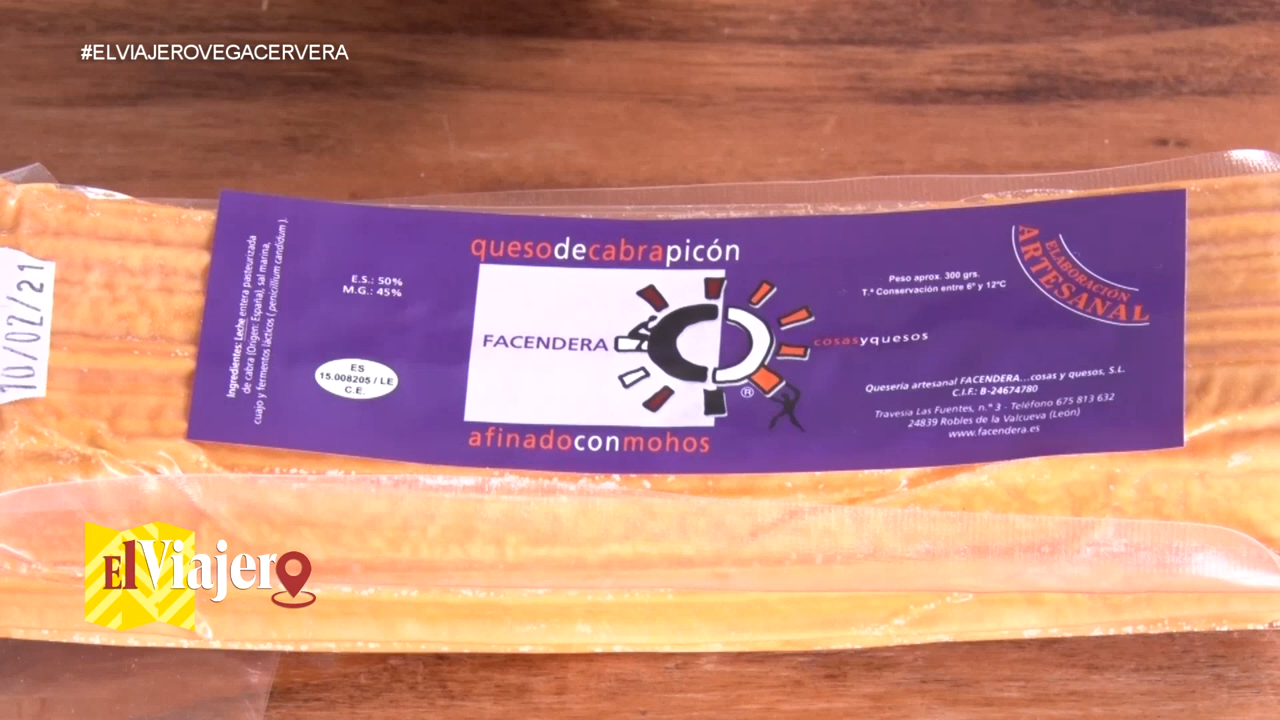 #ELVIAJEROVEGACERVERA
10/02/21
Ingredientes: Leche entera pasteurizada
de cabra (Origen: España), sal marina,
cuajo y fermentos lácticos ( penicillium candidum ).
E.S.: 50%
M.G.: 45%
ES
15.008205 / LE
C.E.
quesodecabrapicón
FACENDERA
®
cosasyquesos
afinadoconmohos
Peso aprox. 300 grs.
T.ª Conservación entre 6º y 12ºC
ELABORACIÓN
ARTESANAL
Quesería artesanal FACENDERA...cosas y quesos, S.L.
C.I.F.: B-24674780
Travesía Las Fuentes, n.º 3 - Teléfono 675 813 632
24839 Robles de la Valcueva (León)
www.facendera.es
El Viajero